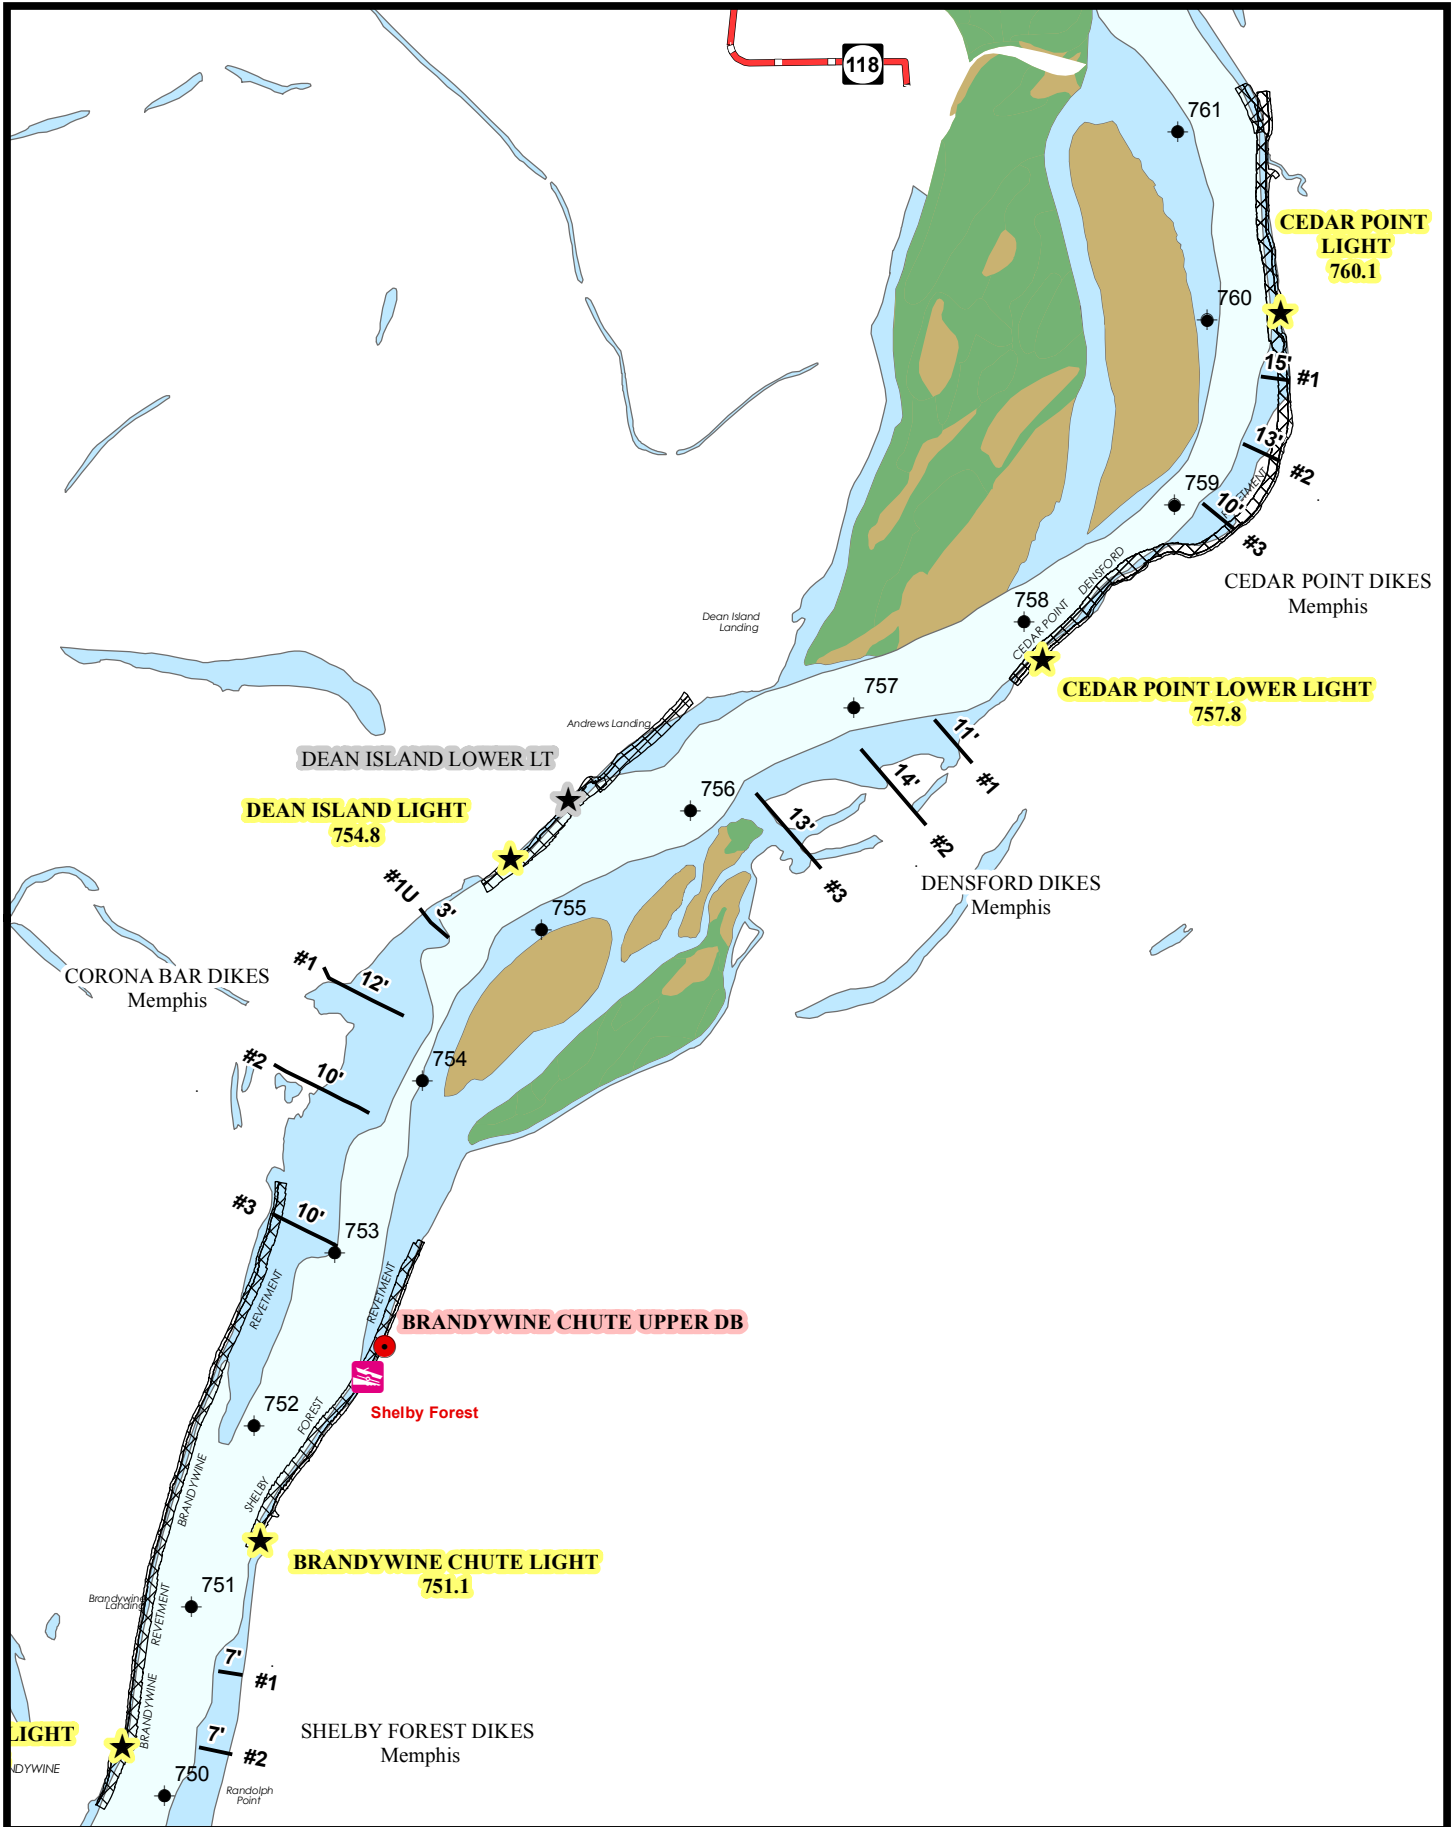 118
761
CEDAR POINT
LIGHT
760.1
760
15'
#1
13'
#2
759
10'
#3
CEDAR POINT DIKES
Memphis
DENSFORD
CEDAR POINT
758
Dean Island
Landing
CEDAR POINT LOWER LIGHT
757.8
757
Andrews Landing
11'
#1
DEAN ISLAND LOWER LT
14'
#2
756
DEAN ISLAND LIGHT
754.8
13'
#3
DENSFORD DIKES
Memphis
#1U
3'
755
CORONA BAR DIKES
Memphis
#1
12'
#2
10'
754
#3
10'
753
REVETMENT
REVETMENT
BRANDYWINE CHUTE UPPER DB
Shelby Forest
752
FOREST
SHELBY
BRANDYWINE
BRANDYWINE CHUTE LIGHT
751.1
751
Brandywine
Landing
REVETMENT
7'
#1
BRANDYWINE
SHELBY FOREST DIKES
Memphis
7'
#2
LIGHT
NDYWINE
750
Randolph
Point